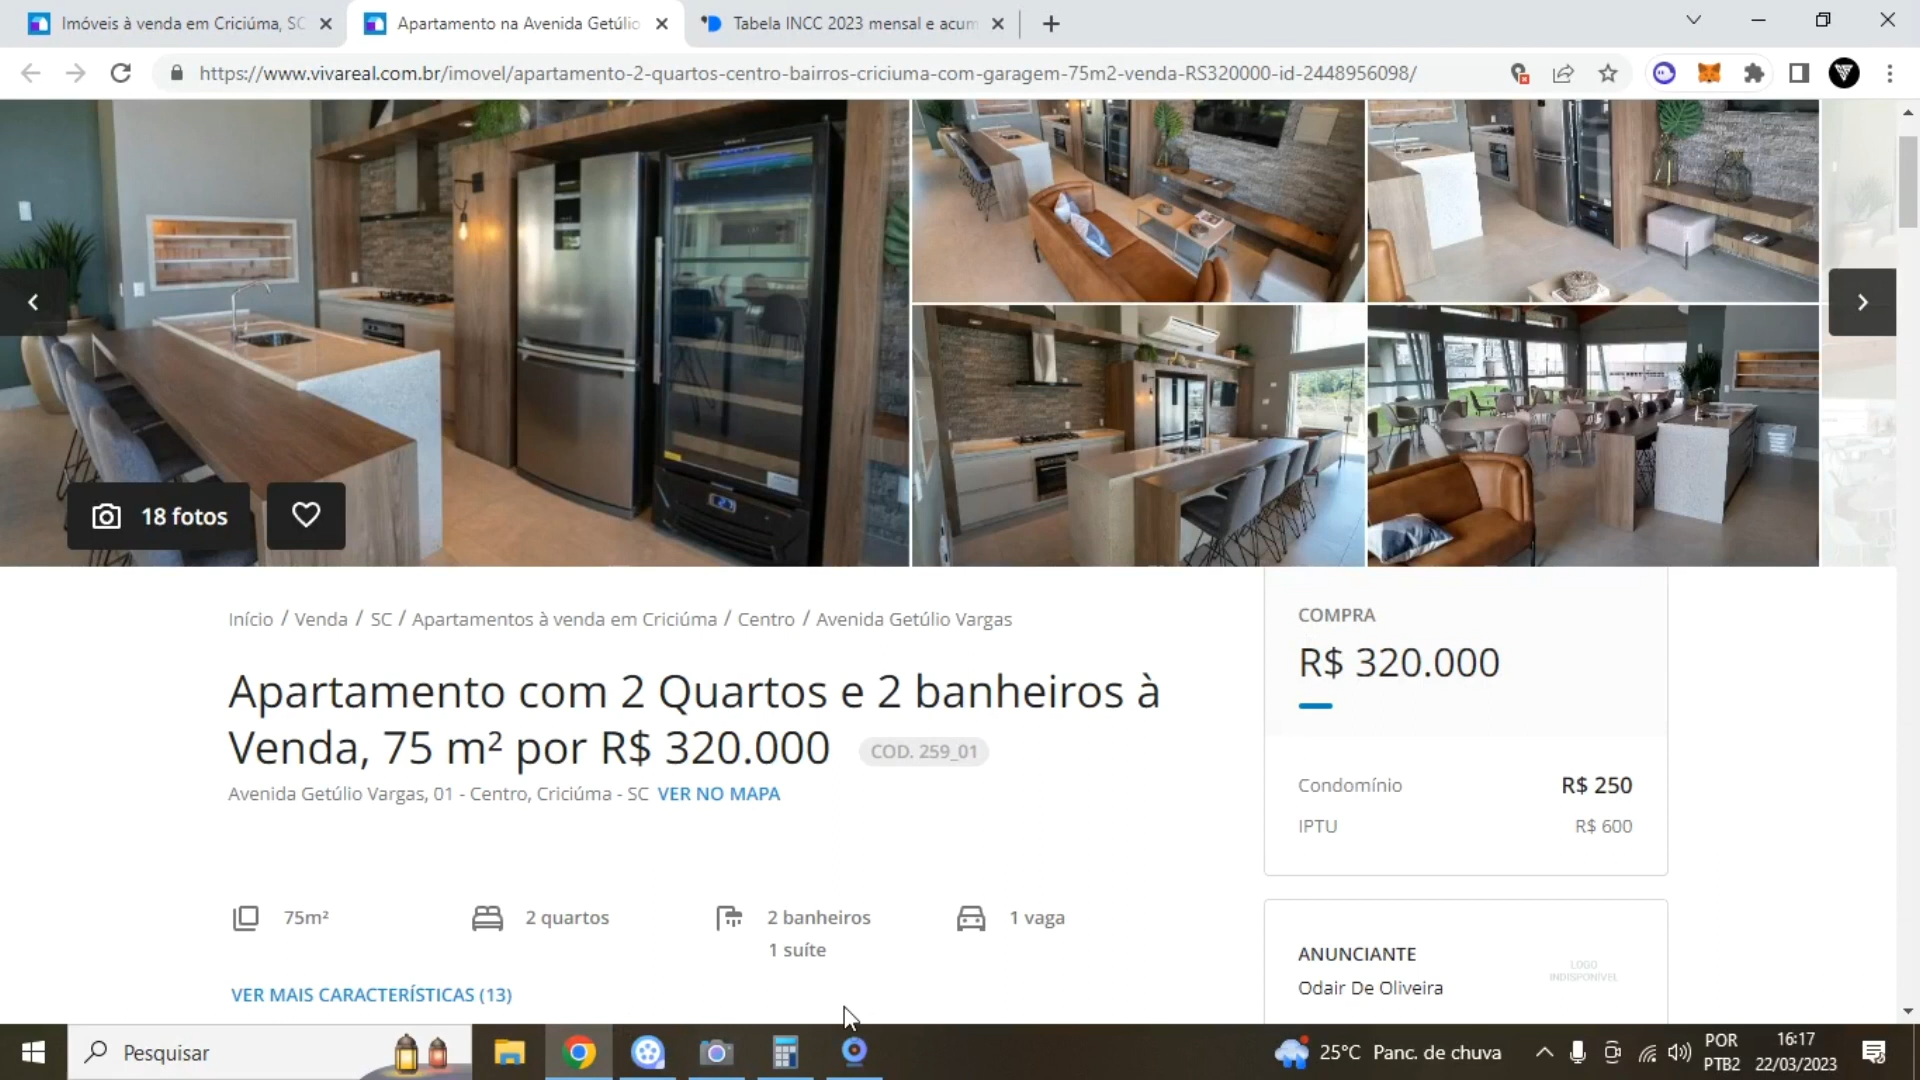 Imóveis à venda em Criciúma, SC
Apartamento na Avenida Getúlio
Tabela INCC 2023 mensal e acum
https://www.vivareal.com.br/imovel/apartamento-2-quartos-centro-bairros-criciuma-com-garagem-75m2-venda-RS320000-id-2448956098/
18 fotos
Início / Venda / SC / Apartamentos à venda em Criciúma / Centro / Avenida Getúlio Vargas
Apartamento com 2 Quartos e 2 banheiros à
Venda, 75 m² por R$ 320.000 COD. 259_01
Avenida Getúlio Vargas, 01 - Centro, Criciúma - SC VER NO MAPA
75m²
2 quartos
2 banheiros
1 suíte
1 vaga
VER MAIS CARACTERÍSTICAS (13)
COMPRA
R$ 320.000
Condomínio R$ 250
IPTU R$ 600
ANUNCIANTE
Odair De Oliveira
LOGO
INDISPONÍVEL
Pesquisar
25°C Panc. de chuva
POR
PTB2
16:17
22/03/2023